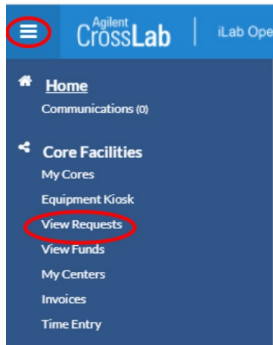 Agilent
CrossLab | iLab Ope
Home
Communications (0)
Core Facilities
My Cores
Equipment Kiosk
View Requests
View Funds
My Centers
Invoices
Time Entry